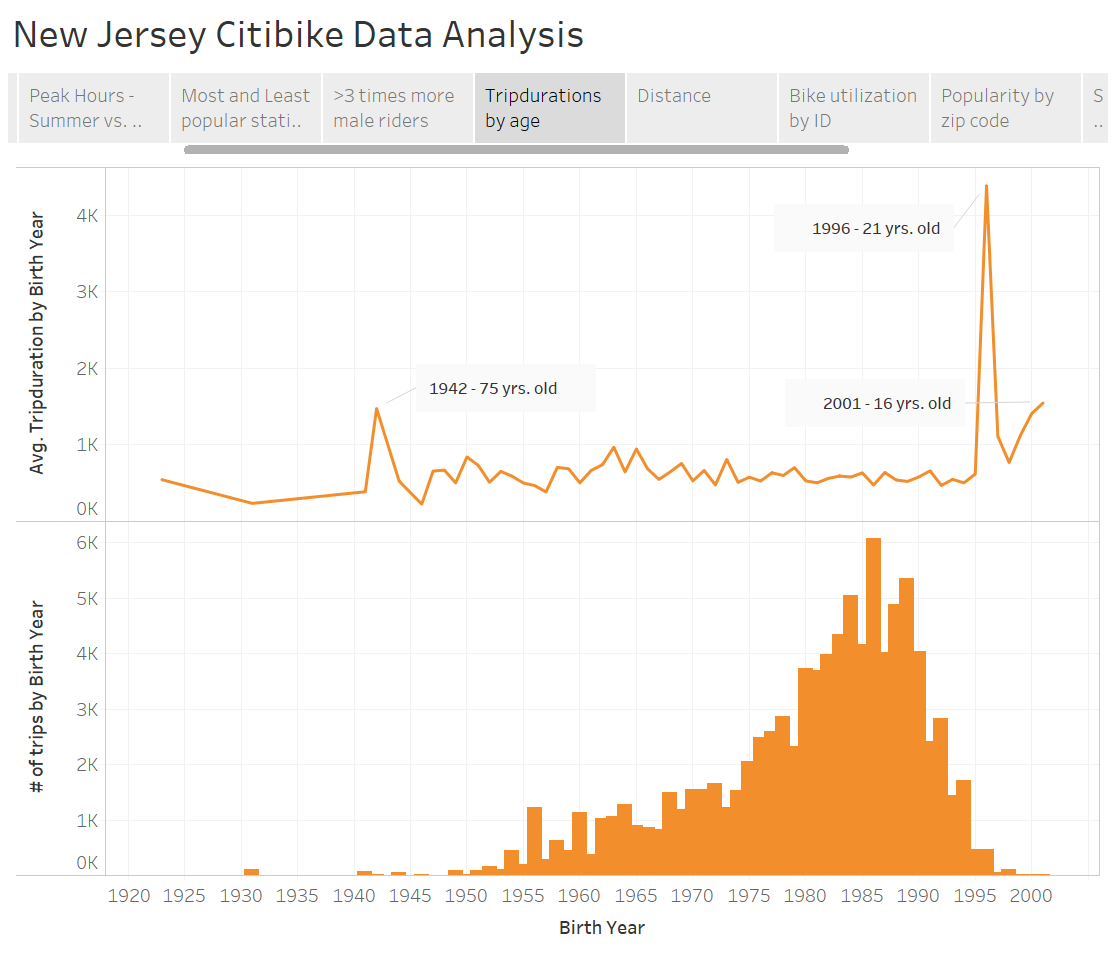 New Jersey Citibike Data Analysis
Peak Hours -
Summer vs. ..
Most and Least
popular stati..
>3 times more
male riders
Tripdurations
by age
Distance
Bike utilization
by ID
Popularity by
zip code
S
..
Avg. Tripduration by Birth Year
4K
3K
2K
1K
0K
1996 - 21 yrs. old
1942 - 75 yrs. old
2001 - 16 yrs. old
# of trips by Birth Year
6K
5K
4K
3K
2K
1K
0K
1920 1925 1930 1935 1940 1945 1950 1955 1960 1965 1970 1975 1980 1985 1990 1995 2000
Birth Year